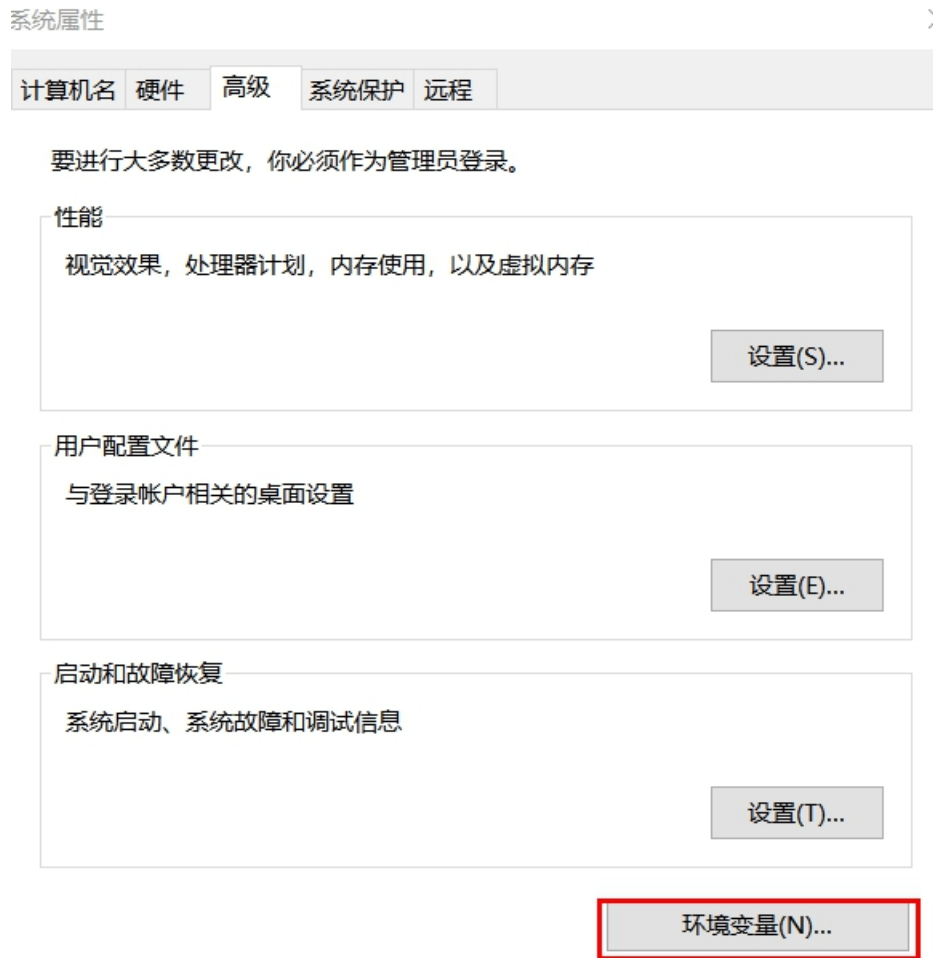 系统属性
计算机名 硬件 高级 系统保护 远程
要进行大多数更改，你必须作为管理员登录。
性能
视觉效果，处理器计划，内存使用，以及虚拟内存
设置(S)...
用户配置文件
与登录帐户相关的桌面设置
设置(E)...
启动和故障恢复
系统启动、系统故障和调试信息
设置(T)...
环境变量(N)...